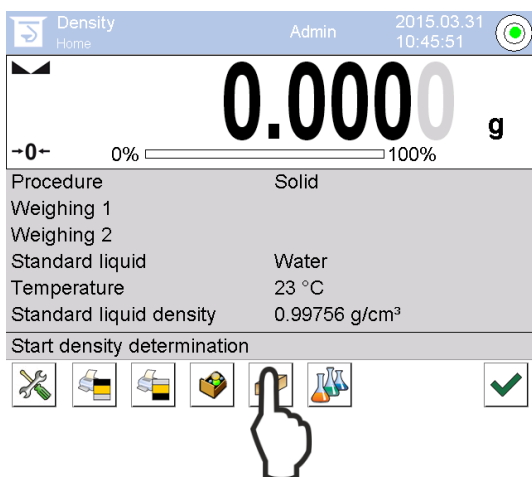 Density
Home
Admin
2015.03.31
10:45:51
0.0000 g
→0←
0% 100%
Procedure Solid
Weighing 1
Weighing 2
Standard liquid Water
Temperature 23 °C
Standard liquid density 0.99756 g/cm³
Start density determination